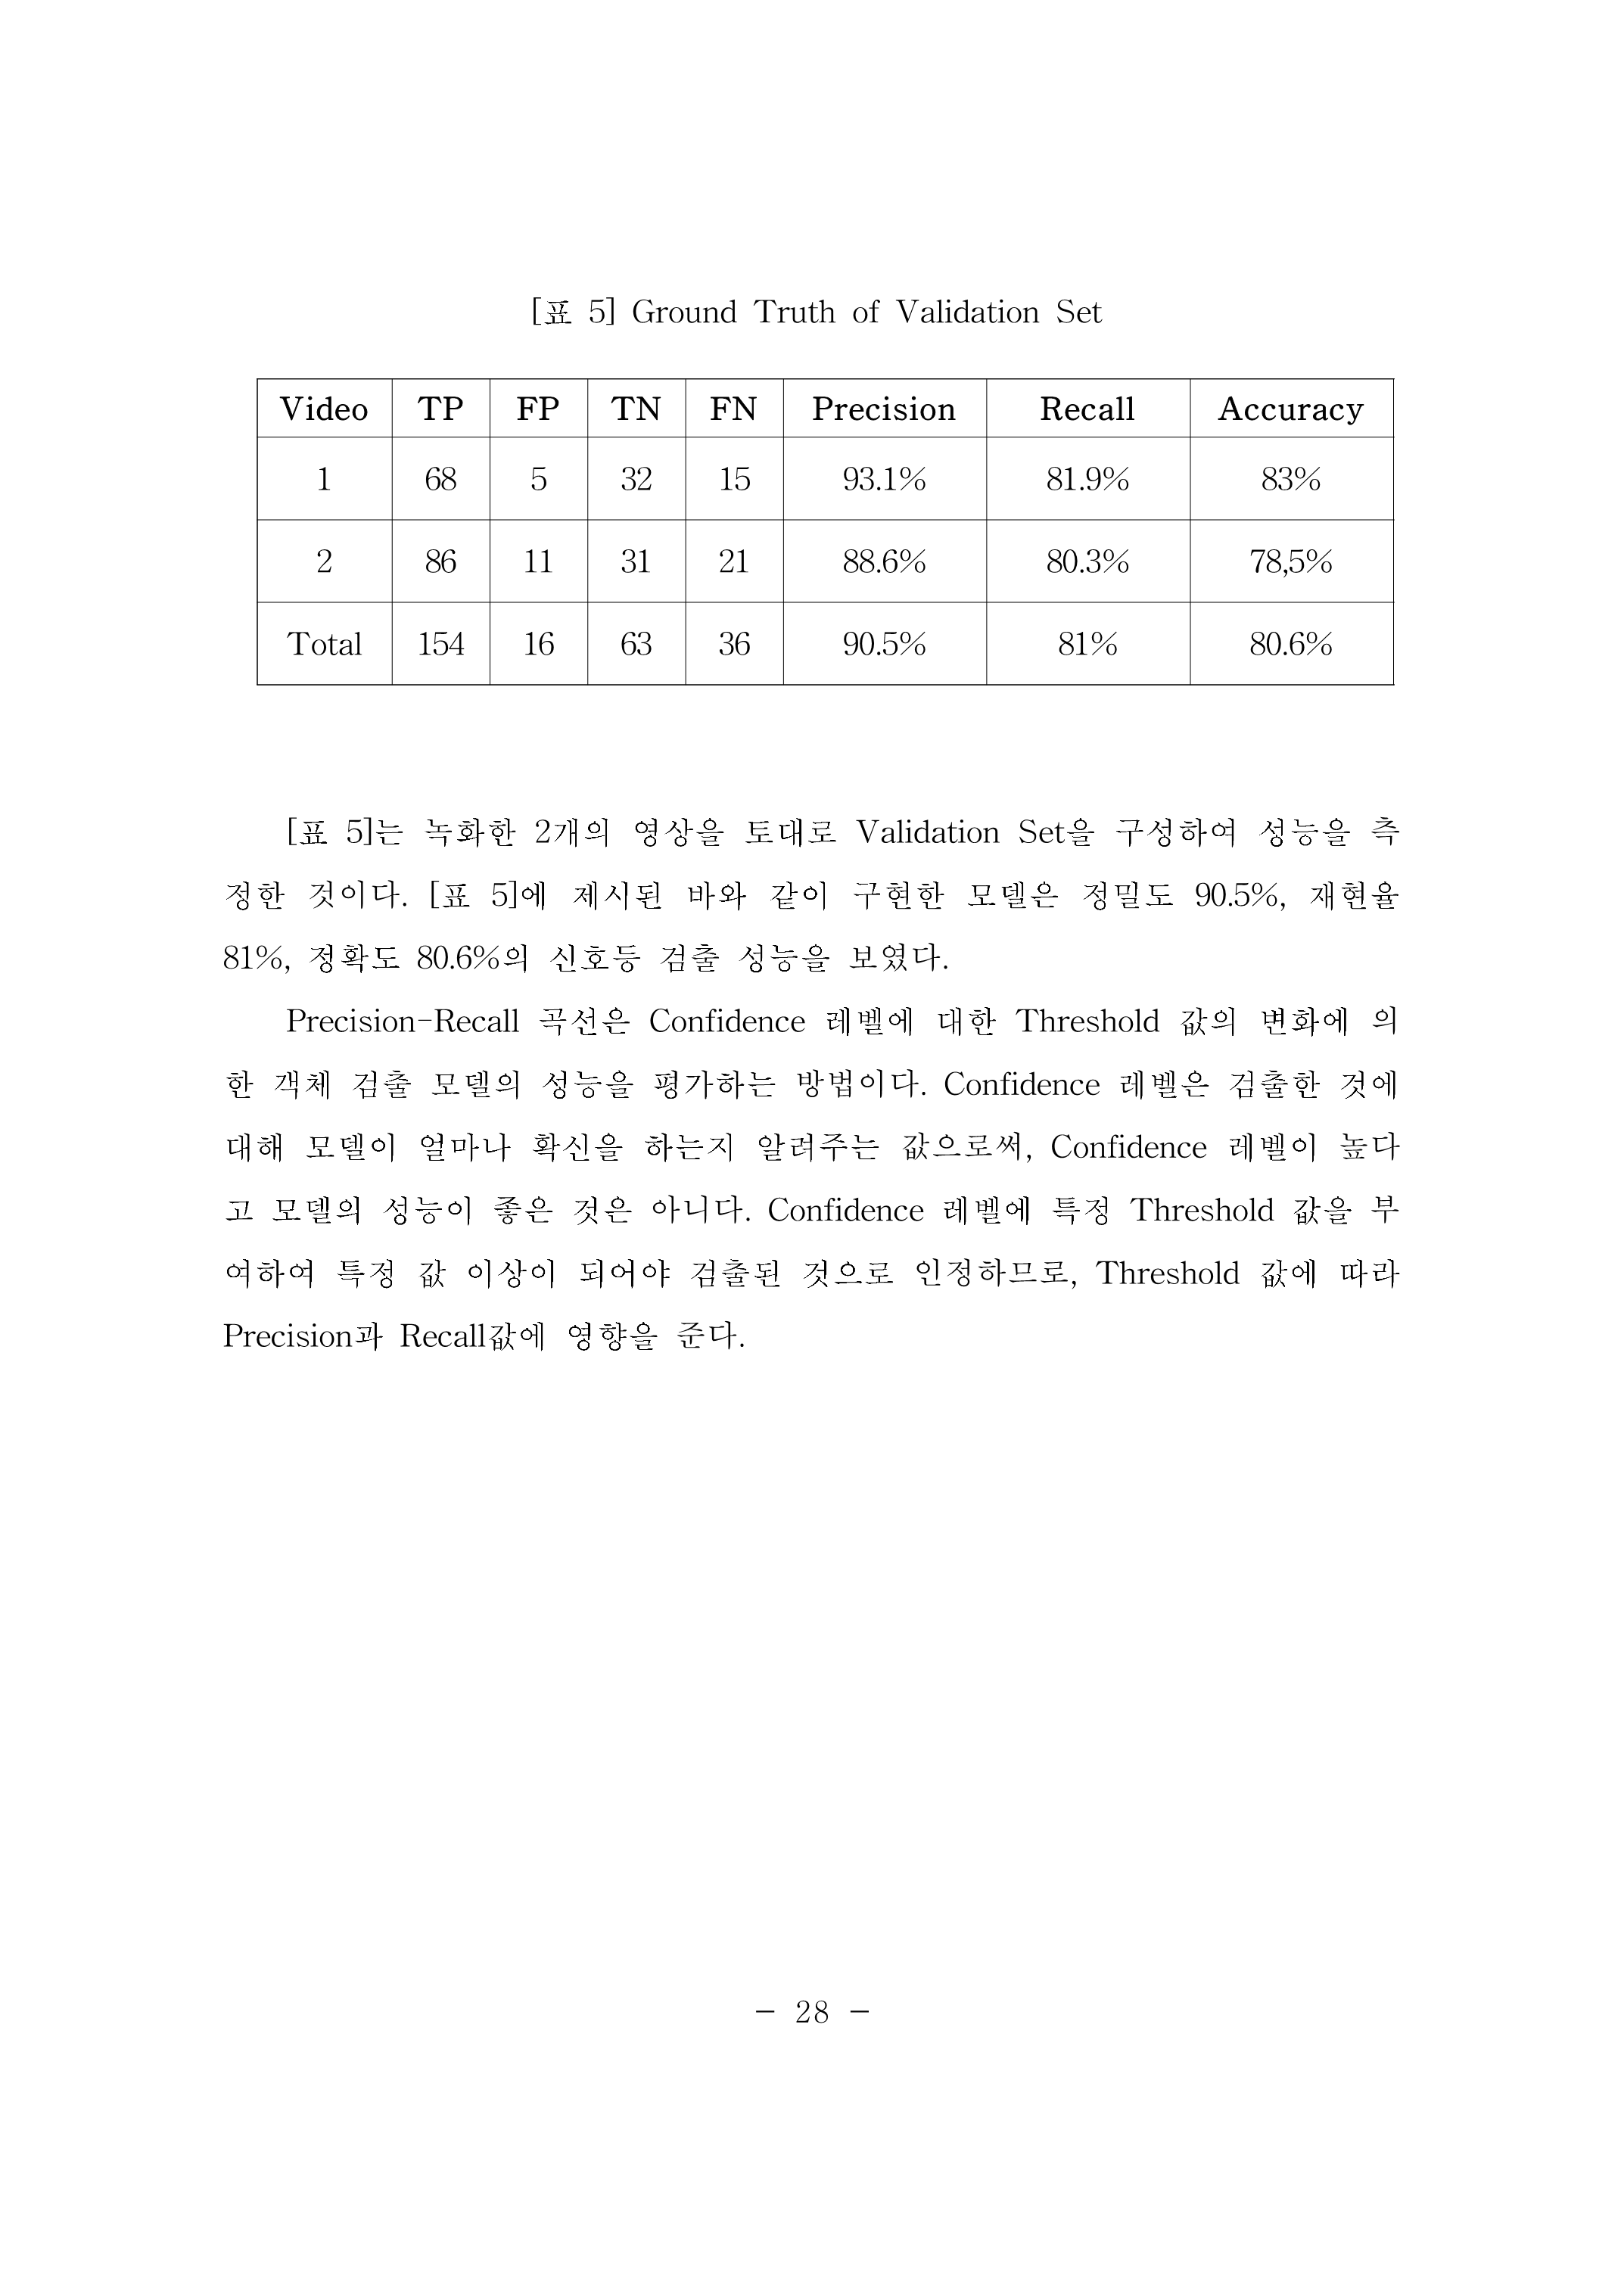 [표 5] Ground Truth of Validation Set
Video TP FP TN FN Precision Recall Accuracy
1 68 5 32 15 93.1% 81.9% 83%
2 86 11 31 21 88.6% 80.3% 78,5%
Total 154 16 63 36 90.5% 81% 80.6%
[표 5]는 녹화한 2개의 영상을 토대로 Validation Set을 구성하여 성능을 측
정한 것이다. [표 5]에 제시된 바와 같이 구현한 모델은 정밀도 90.5%, 재현율
81%, 정확도 80.6%의 신호등 검출 성능을 보였다.
Precision-Recall 곡선은 Confidence 레벨에 대한 Threshold 값의 변화에 의
한 객체 검출 모델의 성능을 평가하는 방법이다. Confidence 레벨은 검출한 것에
대해 모델이 얼마나 확신을 하는지 알려주는 값으로써, Confidence 레벨이 높다
고 모델의 성능이 좋은 것은 아니다. Confidence 레벨에 특정 Threshold 값을 부
여하여 특정 값 이상이 되어야 검출된 것으로 인정하므로, Threshold 값에 따라
Precision과 Recall값에 영향을 준다.
- 28 -